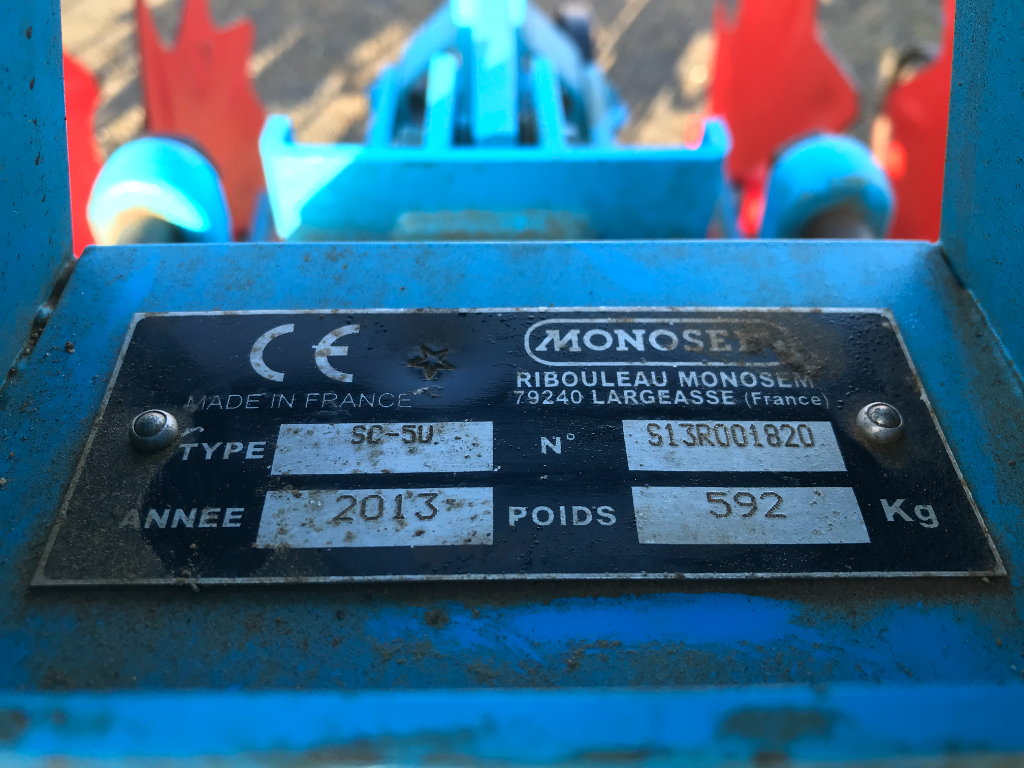 CE
MONOSEM
MADE IN FRANCE
RIBOULEAU MONOSEM
79240 LARGEASSE (France)
TYPE SC-5U N° S13R001820
ANNEE 2013 POIDS 592 Kg